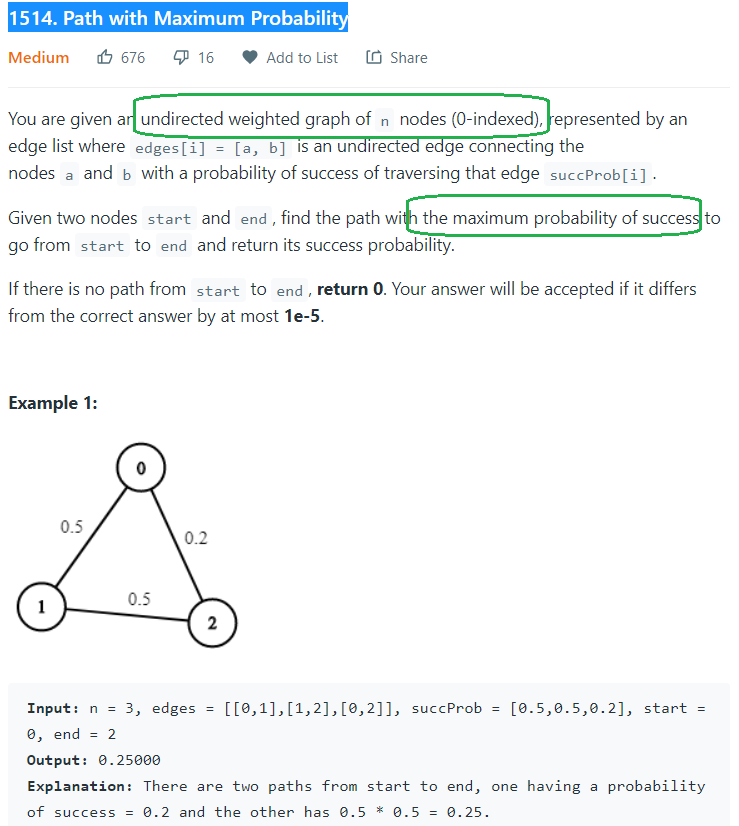 1514. Path with Maximum Probability
Medium 676 16 Add to List Share
You are given an undirected weighted graph of n nodes (0-indexed), represented by an
edge list where edges[i] = [a, b] is an undirected edge connecting the
nodes a and b with a probability of success of traversing that edge succProb[i] .
Given two nodes start and end , find the path with the maximum probability of success to
go from start to end and return its success probability.
If there is no path from start to end , return 0. Your answer will be accepted if it differs
from the correct answer by at most 1e-5.
Example 1:
0
0.5
0.2
0.5
1
2
Input: n = 3, edges = [[0,1],[1,2],[0,2]], succProb = [0.5,0.5,0.2], start =
0, end = 2
Output: 0.25000
Explanation: There are two paths from start to end, one having a probability
of success = 0.2 and the other has 0.5 * 0.5 = 0.25.